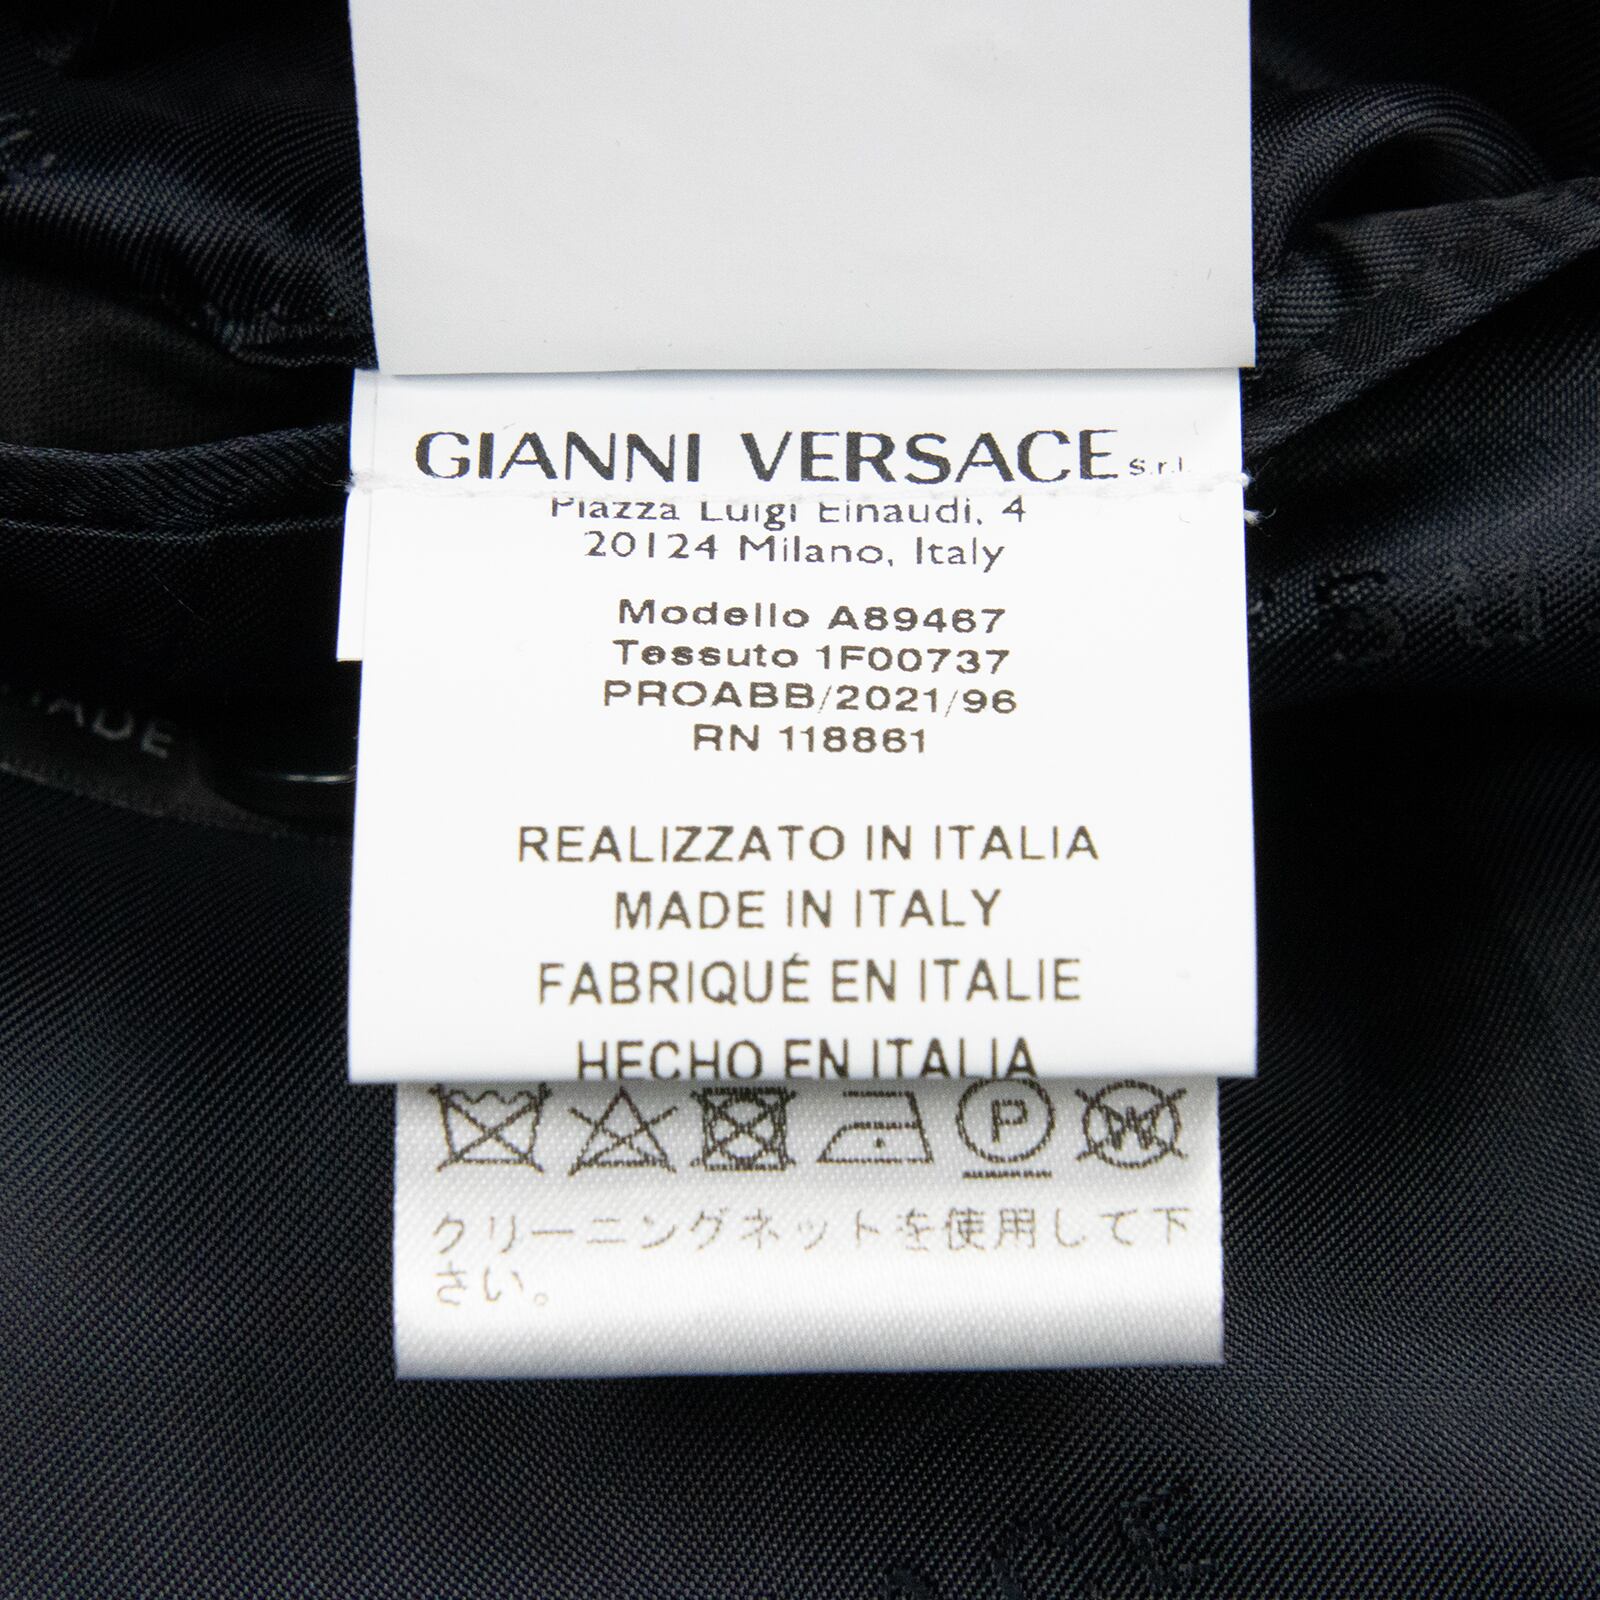 GIANNI VERSACE s.r.l.
Piazza Luigi Einaudi, 4
20124 Milano, Italy
Modello A89467
Tessuto 1F00737
PROABB/2021/96
RN 118861
REALIZZATO IN ITALIA
MADE IN ITALY
FABRIQUÉ EN ITALIE
HECHO EN ITALIA
P
W
クリーニングネットを使用して下
さい。